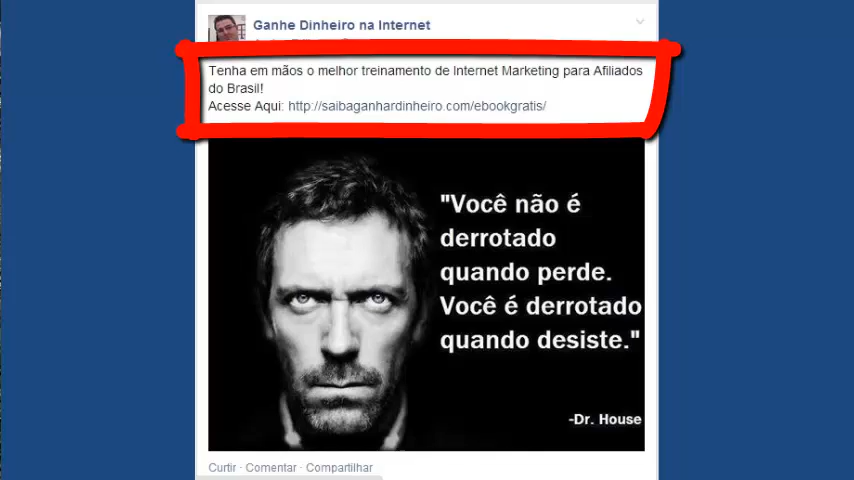 Ganhe Dinheiro na Internet
Tenha em mãos o melhor treinamento de Internet Marketing para Afiliados
do Brasil!
Acesse Aqui: http://saibaganhardinheiro.com/ebookgratis/
"Você não é
derrotado
quando perde.
Você é derrotado
quando desiste."
-Dr. House
Curtir · Comentar · Compartilhar